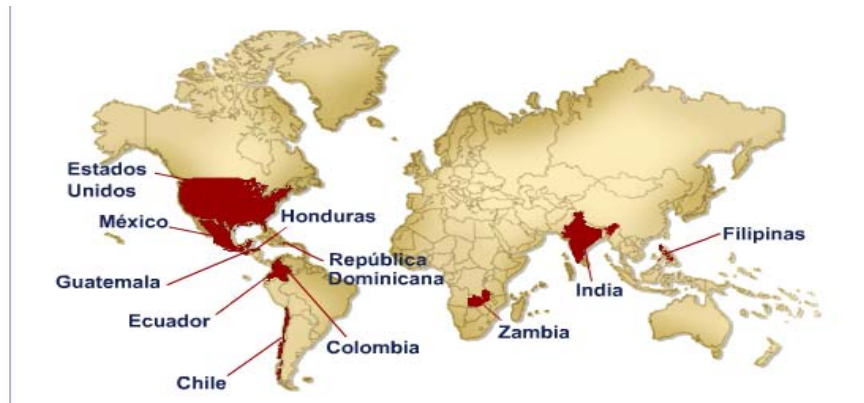 Estados
Unidos
México
Honduras
Guatemala
República
Dominicana
Ecuador
Colombia
Chile
Filipinas
India
Zambia